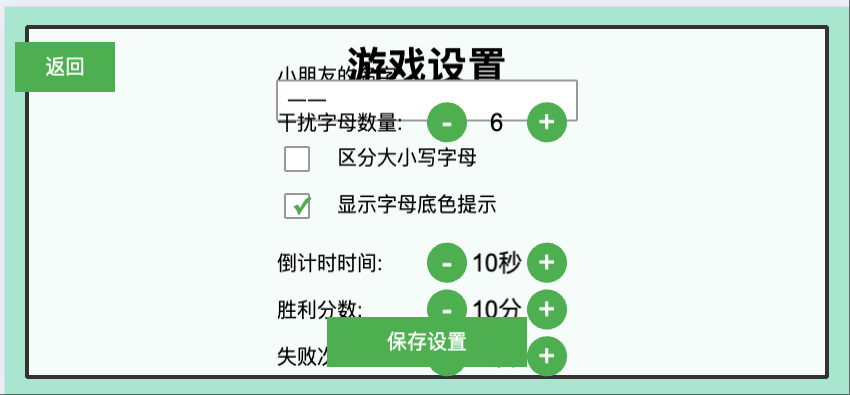 游戏设置
返回
小朋友的
一一
干扰字母数量: - 6 +
区分大小写字母
显示字母底色提示
倒计时时间: - 10秒 +
胜利分数: - 10分 +
保存设置
失败次 +